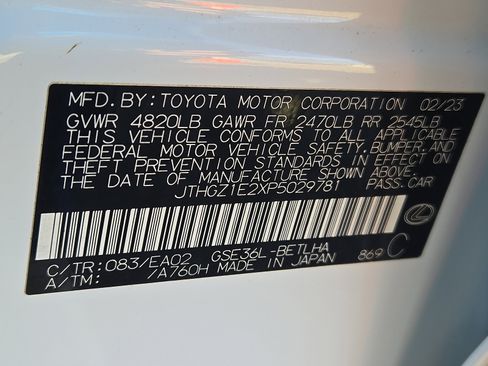 MFD. BY: TOYOTA MOTOR CORPORATION 02/23
GVWR 4820LB GAWR FR 2470LB RR 2545LB
THIS VEHICLE CONFORMS TO ALL APPLICABLE
FEDERAL MOTOR VEHICLE SAFETY, BUMPER, AND
THEFT PREVENTION STANDARDS IN EFFECT ON
THE DATE OF MANUFACTURE SHOWN ABOVE.
JTHGZ1E2XP5029781 PASS. CAR
C/TR: 083/EA02 GSE36L-BETLHA 869 C
A/TM: /A760H MADE IN JAPAN